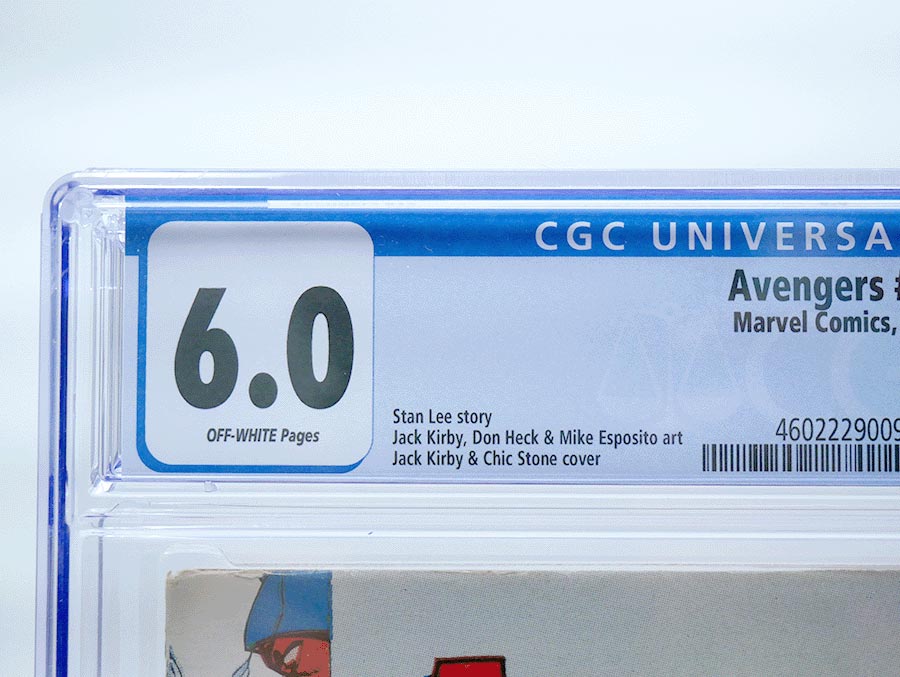 CGC UNIVERSA
Avengers #
Marvel Comics,
6.0
OFF-WHITE Pages
Stan Lee story
Jack Kirby, Don Heck & Mike Esposito art
Jack Kirby & Chic Stone cover
4602229009